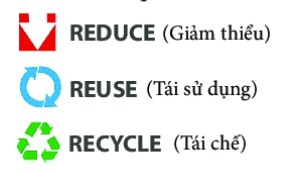 REDUCE (Giảm thiểu)
REUSE (Tái sử dụng)
RECYCLE (Tái chế)